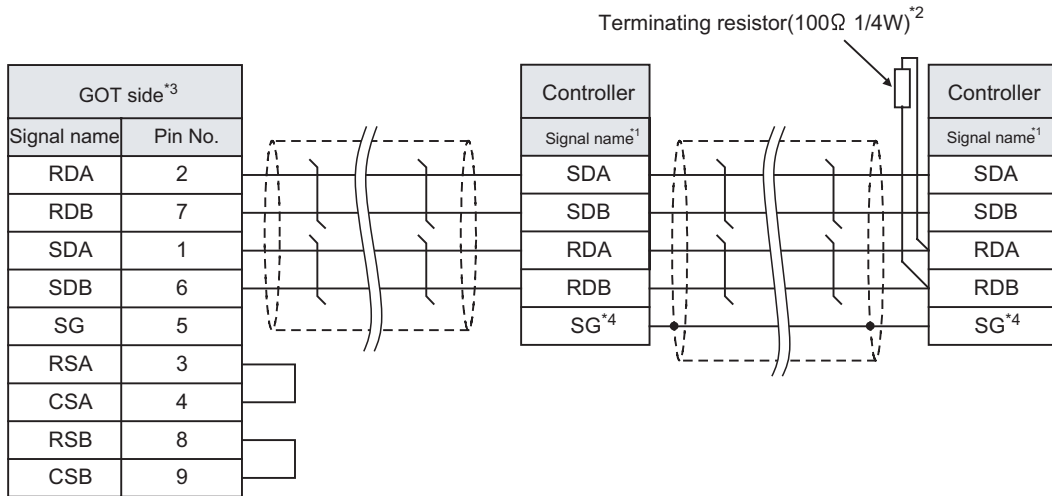 Terminating resistor(100Ω 1/4W)*2
GOT side*3
Signal name Pin No.
RDA 2
RDB 7
SDA 1
SDB 6
SG 5
RSA 3
CSA 4
RSB 8
CSB 9
Controller
Signal name*1
SDA
SDB
RDA
RDB
SG*4
Controller
Signal name*1
SDA
SDB
RDA
RDB
SG*4